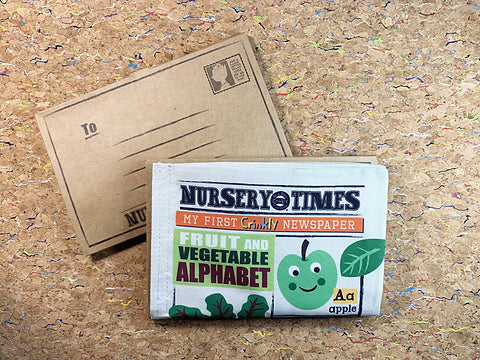 To
NURSERY TIMES
MY FIRST Crinkly NEWSPAPER
FRUIT AND
VEGETABLE
ALPHABET
Aa
apple